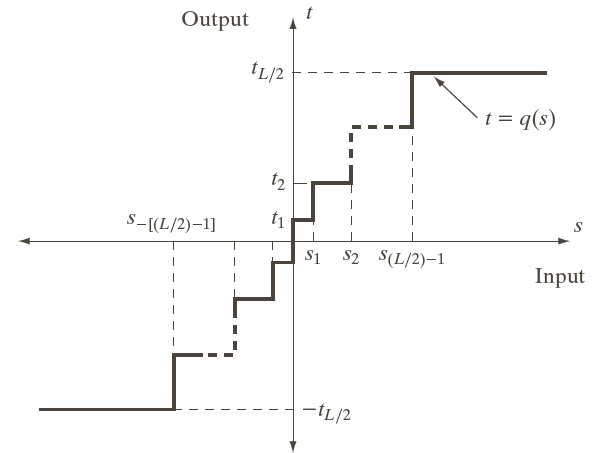 Output
t
t_{L/2}
t = q(s)
t_2
s_{-[(L/2)-1]}
t_1
s
s_1 s_2 s_{(L/2)-1}
Input
-t_{L/2}